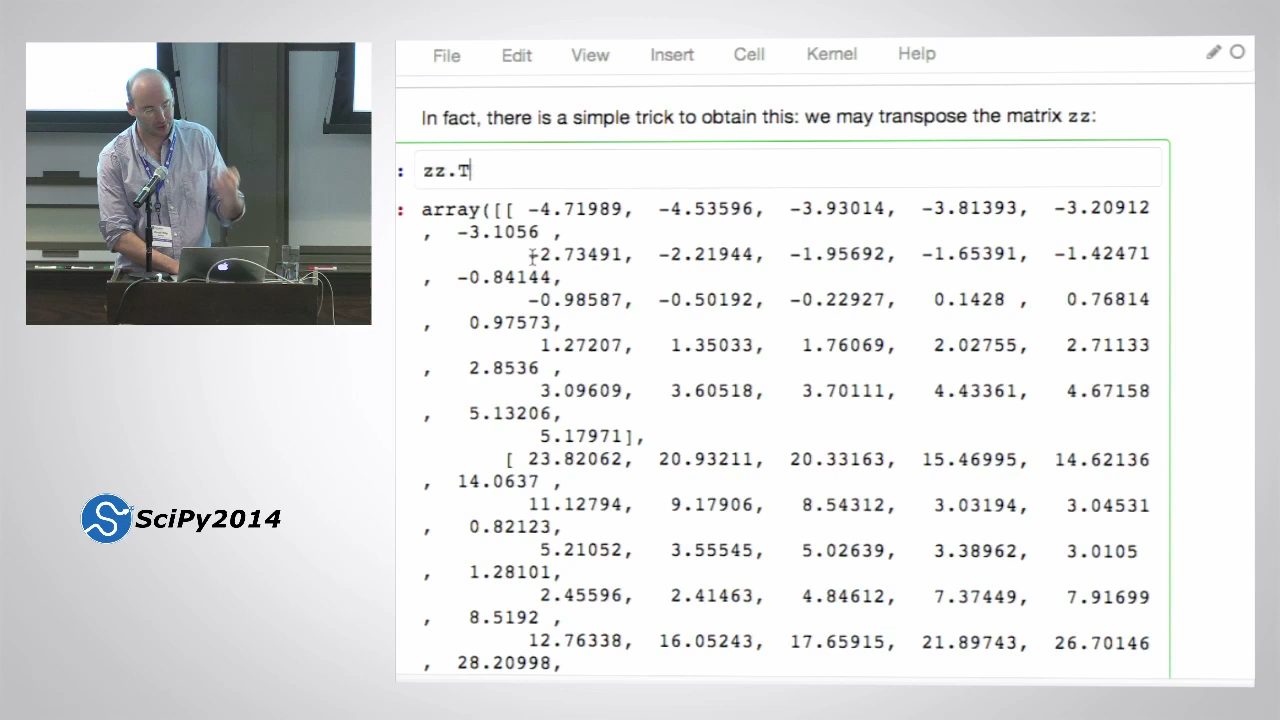 File Edit View Insert Cell Kernel Help
In fact, there is a simple trick to obtain this: we may transpose the matrix zz:
: zz.T
: array([[ -4.71989, -4.53596, -3.93014, -3.81393, -3.20912
, -3.1056 ,
-2.73491, -2.21944, -1.95692, -1.65391, -1.42471
, -0.84144,
-0.98587, -0.50192, -0.22927, 0.1428 , 0.76814
, 0.97573,
1.27207, 1.35033, 1.76069, 2.02755, 2.71133
, 2.8536 ,
3.09609, 3.60518, 3.70111, 4.43361, 4.67158
, 5.13206,
5.17971],
[ 23.82062, 20.93211, 20.33163, 15.46995, 14.62136
, 14.0637 ,
11.12794, 9.17906, 8.54312, 3.03194, 3.04531
, 0.82123,
5.21052, 3.55545, 5.02639, 3.38962, 3.0105
, 1.28101,
2.45596, 2.41463, 4.84612, 7.37449, 7.91699
, 8.5192 ,
12.76338, 16.05243, 17.65915, 21.89743, 26.70146
, 28.20998,
SciPy2014